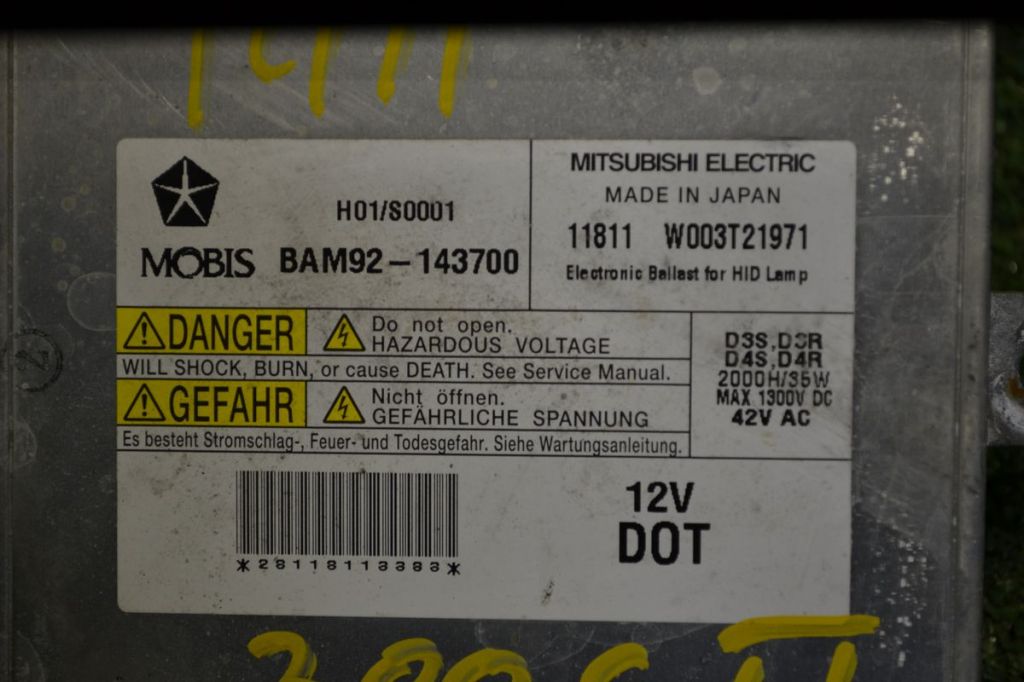 H01/S0001
MOBIS BAM92-143700
MITSUBISHI ELECTRIC
MADE IN JAPAN
11811 W003T21971
Electronic Ballast for HID Lamp
DANGER
Do not open.
HAZARDOUS VOLTAGE
WILL SHOCK, BURN, or cause DEATH. See Service Manual.
GEFAHR
Nicht öffnen.
GEFÄHRLICHE SPANNUNG
Es besteht Stromschlag-, Feuer- und Todesgefahr. Siehe Wartungsanleitung.
D3S,D3R
D4S,D4R
2000H/35W
MAX 1300V DC
42V AC
*28118113383*
12V
DOT